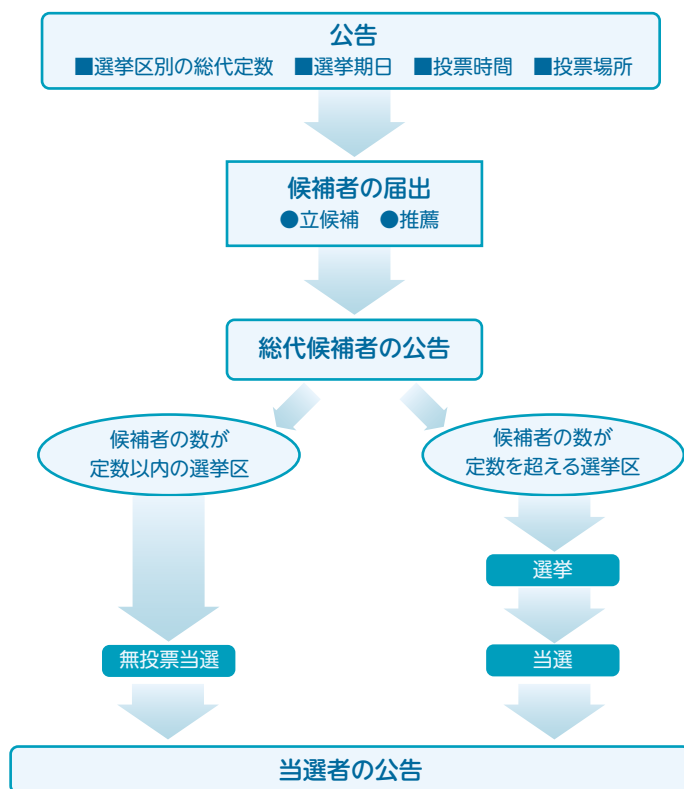 公告
■選挙区別の総代定数 ■選挙期日 ■投票時間 ■投票場所
候補者の届出
●立候補 ●推薦
総代候補者の公告
候補者の数が
定数以内の選挙区
候補者の数が
定数を超える選挙区
選挙
無投票当選
当選
当選者の公告